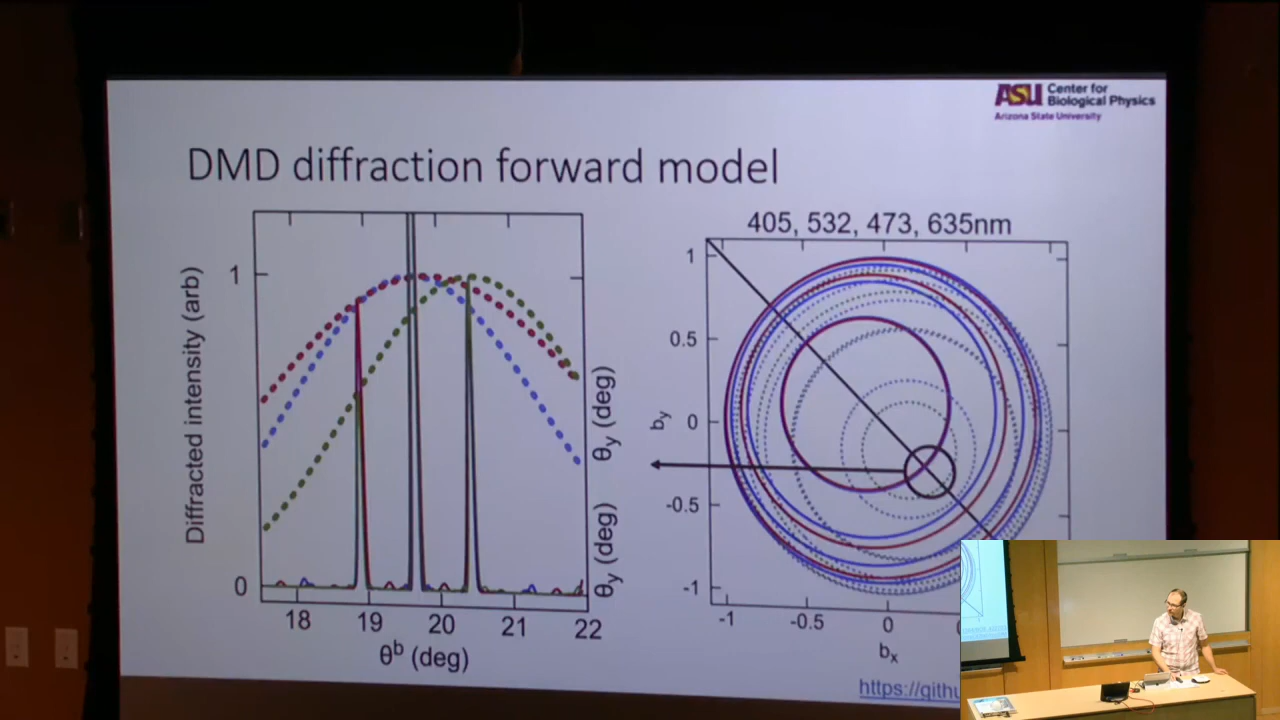 ASU Center for
Biological Physics
Arizona State University
DMD diffraction forward model
405, 532, 473, 635nm
Diffracted intensity (arb)
1
0
18 19 20 21 22
θᵇ (deg)
θy (deg)
θy (deg)
by
1
0.5
0
-0.5
-1
-1 -0.5 0
bx
https://githu